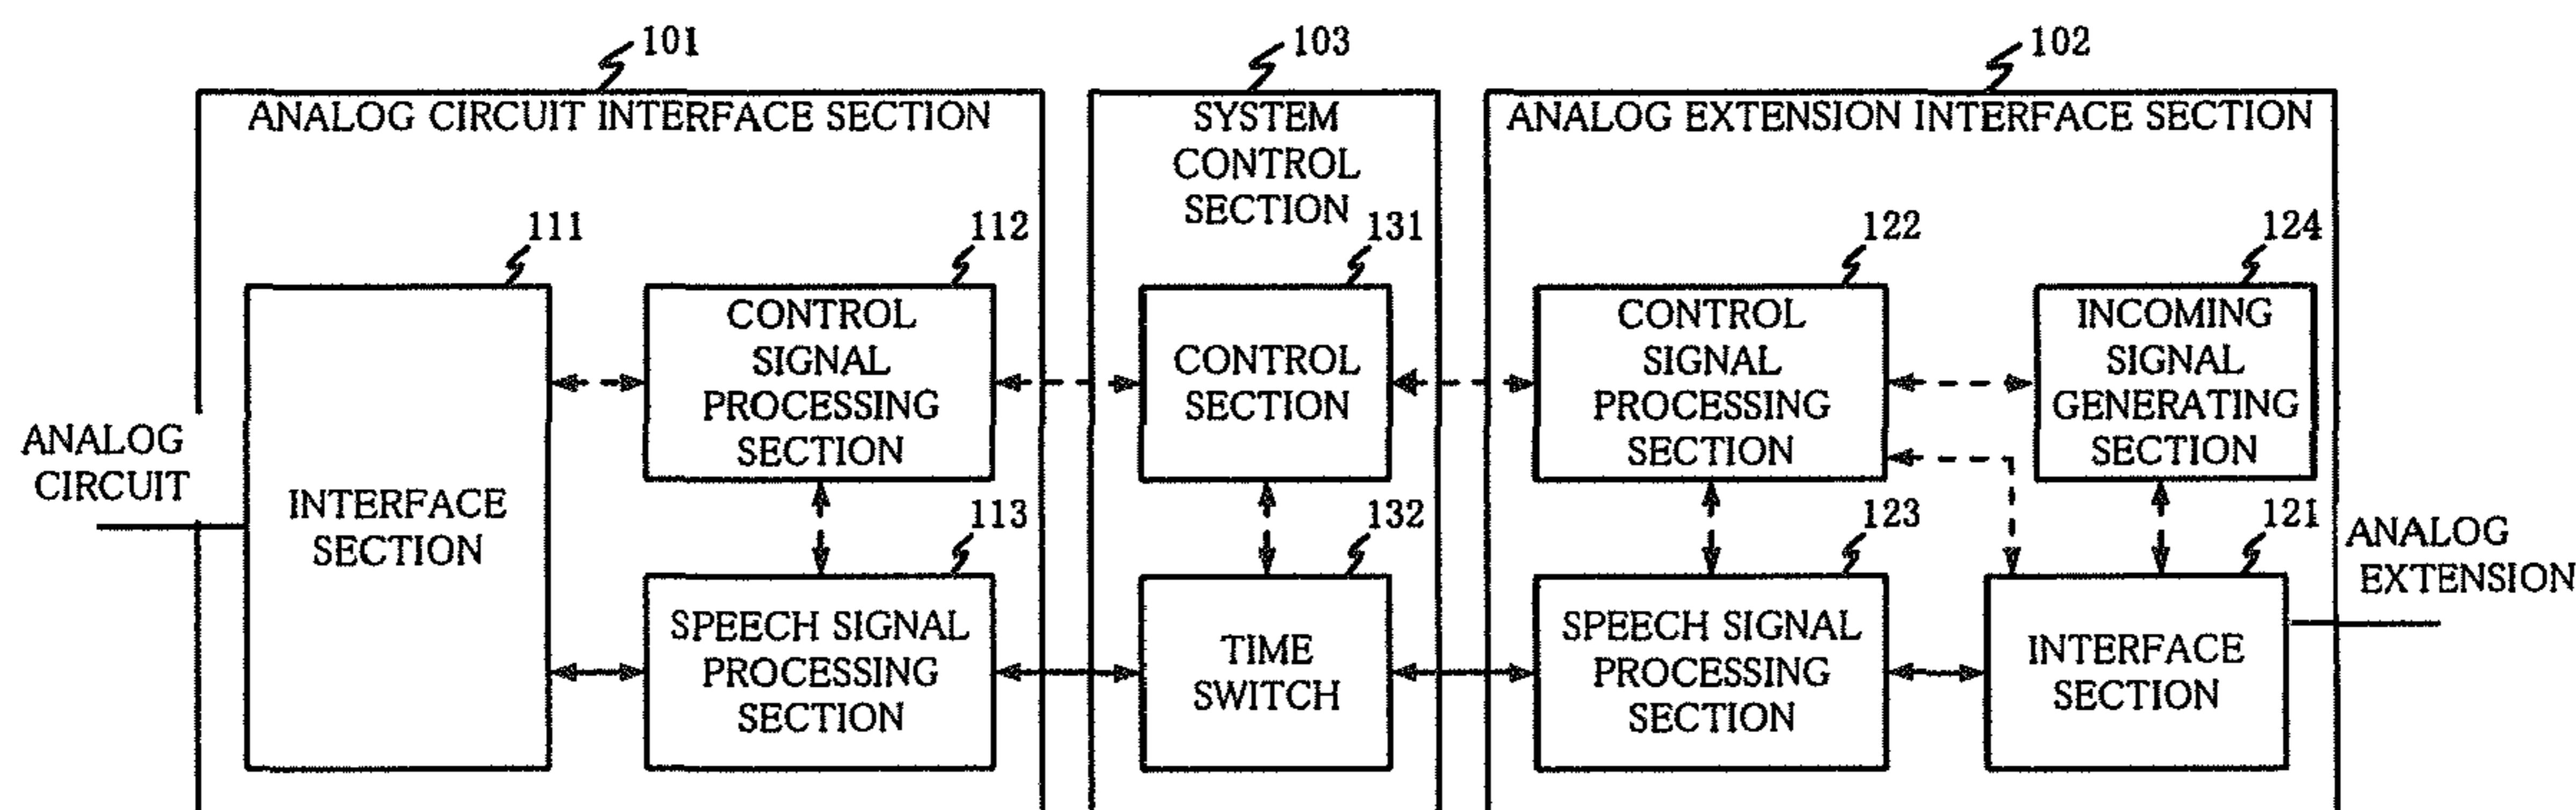 101
103
102
ANALOG CIRCUIT INTERFACE SECTION
SYSTEM
CONTROL
SECTION
ANALOG EXTENSION INTERFACE SECTION
111
112
131
122
124
CONTROL
SIGNAL
PROCESSING
SECTION
CONTROL
SECTION
CONTROL
SIGNAL
PROCESSING
SECTION
INCOMING
SIGNAL
GENERATING
SECTION
ANALOG
CIRCUIT
INTERFACE
SECTION
113
132
123
121
ANALOG
EXTENSION
SPEECH SIGNAL
PROCESSING
SECTION
TIME
SWITCH
SPEECH SIGNAL
PROCESSING
SECTION
INTERFACE
SECTION